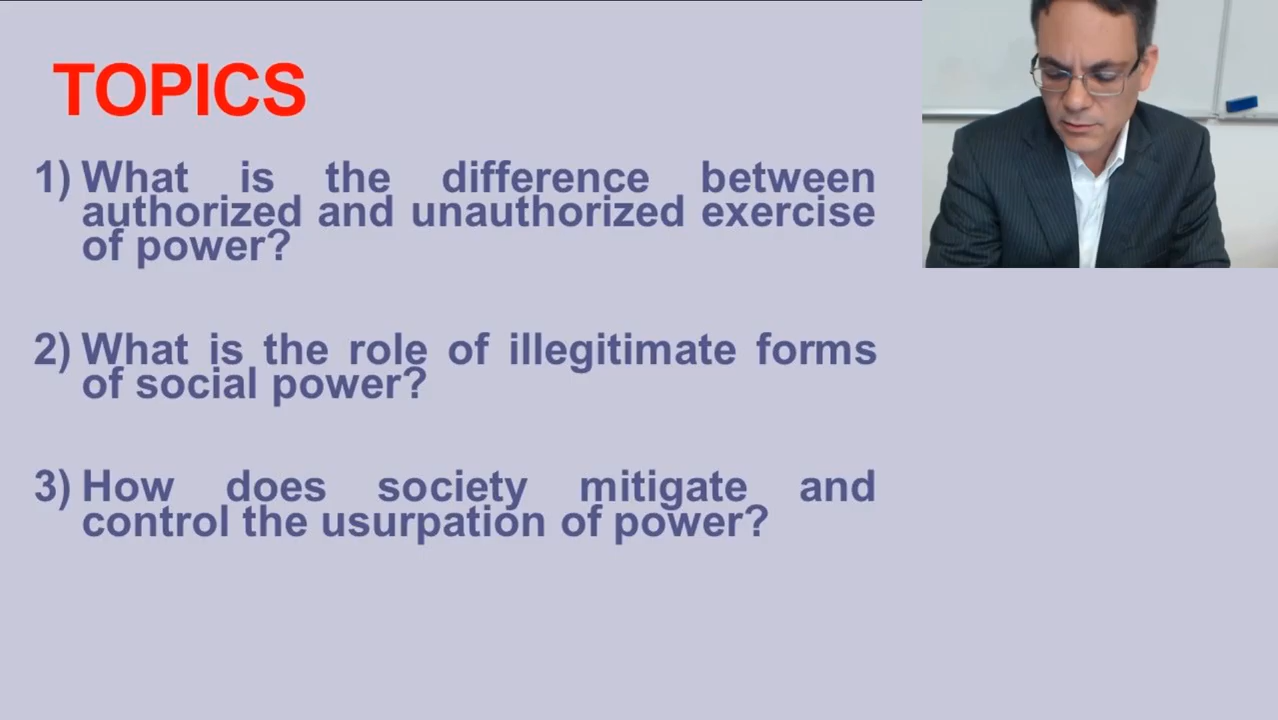 TOPICS
1) What is the difference between
authorized and unauthorized exercise
of power?
2) What is the role of illegitimate forms
of social power?
3) How does society mitigate and
control the usurpation of power?